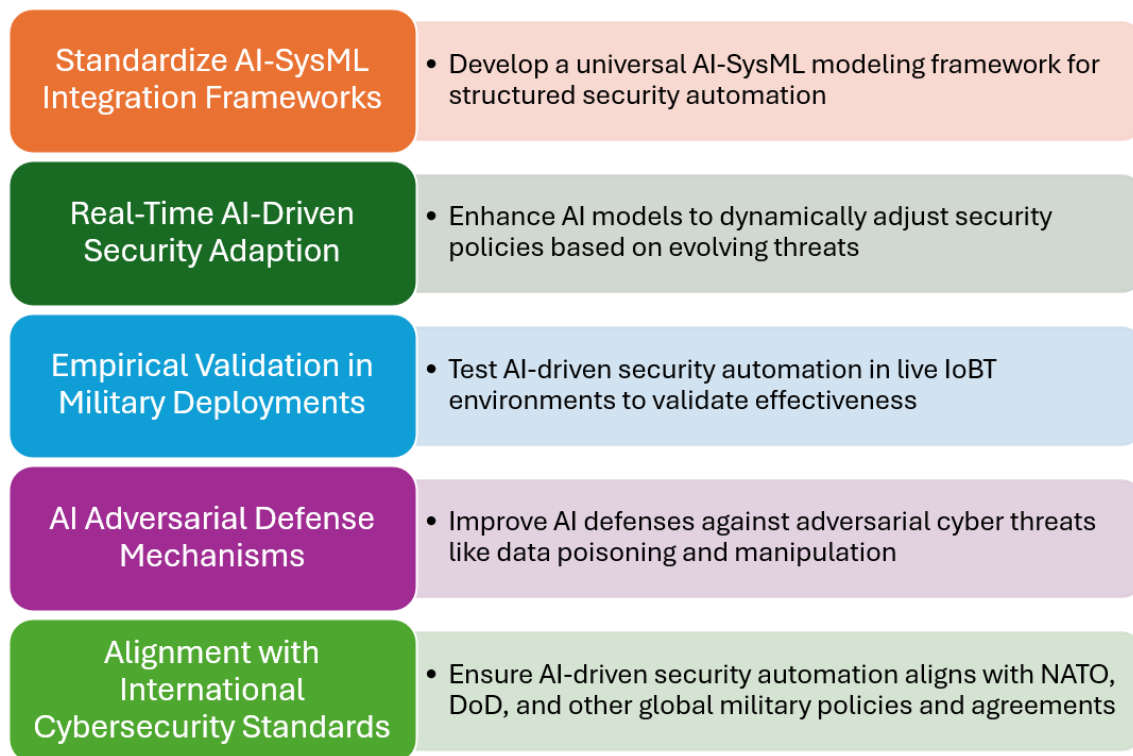 Standardize AI-SysML
Integration Frameworks
• Develop a universal AI-SysML modeling framework for
structured security automation
Real-Time AI-Driven
Security Adaption
• Enhance AI models to dynamically adjust security
policies based on evolving threats
Empirical Validation in
Military Deployments
• Test AI-driven security automation in live IoBT
environments to validate effectiveness
AI Adversarial Defense
Mechanisms
• Improve AI defenses against adversarial cyber threats
like data poisoning and manipulation
Alignment with
International
Cybersecurity Standards
• Ensure AI-driven security automation aligns with NATO,
DoD, and other global military policies and agreements